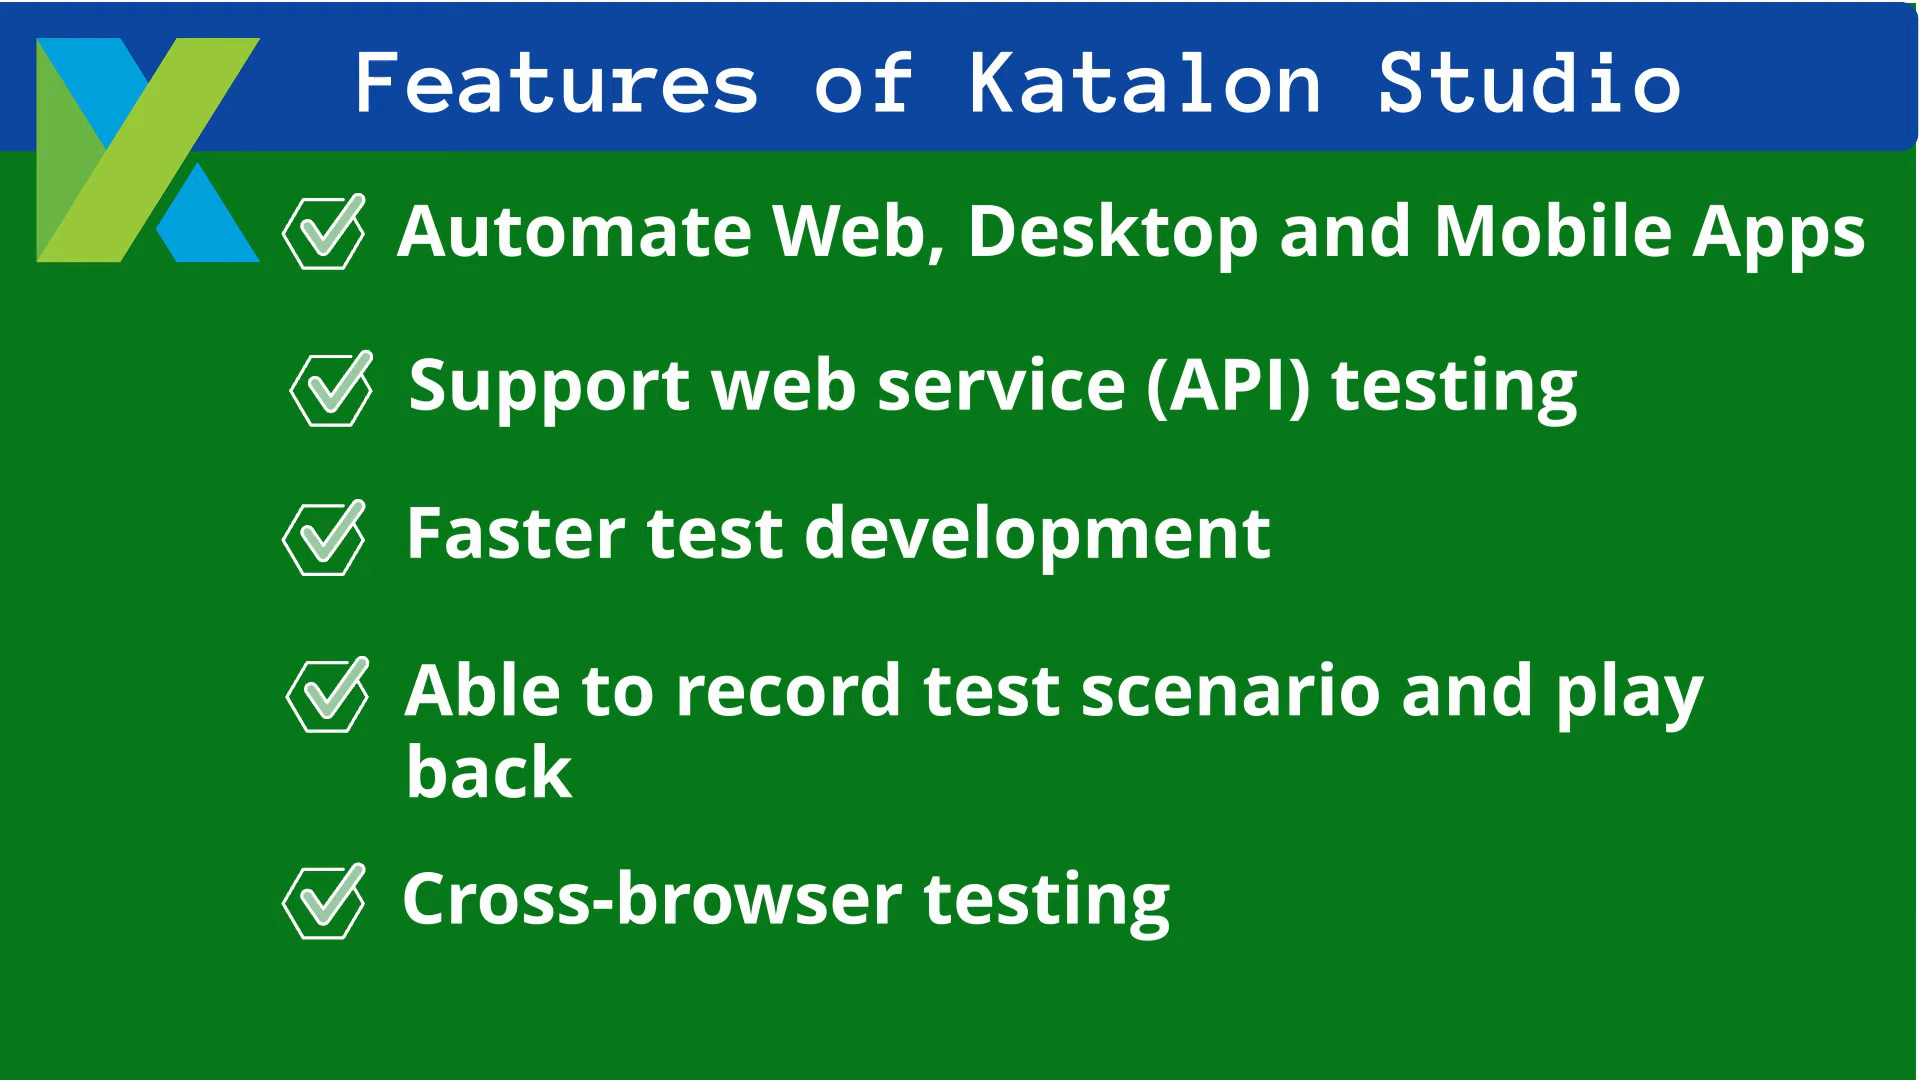 Features of Katalon Studio
Automate Web, Desktop and Mobile Apps
Support web service (API) testing
Faster test development
Able to record test scenario and play
back
Cross-browser testing